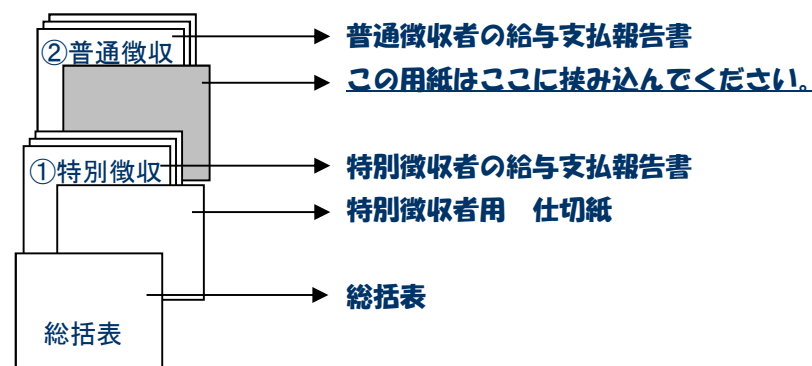 ②普通徴収
普通徴収者の給与支払報告書
この用紙はここに挟み込んでください。
①特別徴収
特別徴収者の給与支払報告書
特別徴収者用　仕切紙
総括表
総括表